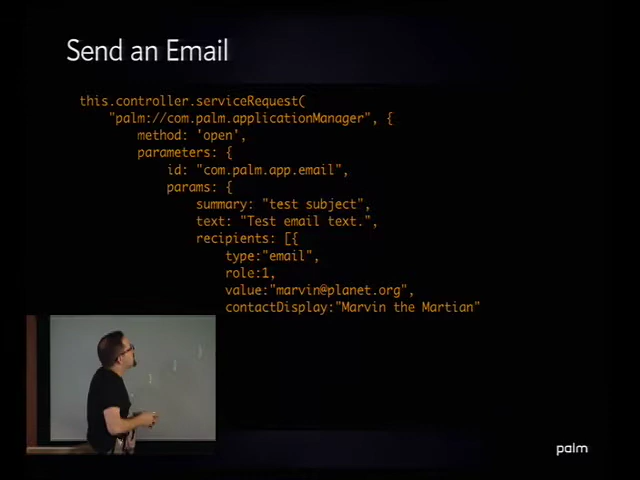 Send an Email
this.controller.serviceRequest(
"palm://com.palm.applicationManager", {
method: 'open',
parameters: {
id: "com.palm.app.email",
params: {
summary: "test subject",
text: "Test email text.",
recipients: [{
type:"email",
role:1,
value:"marvin@planet.org",
contactDisplay:"Marvin the Martian"
palm